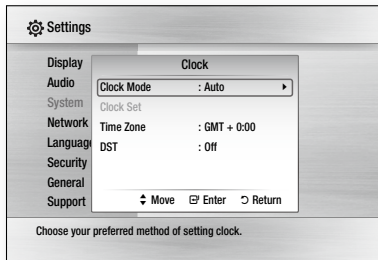 Settings
Display
Audio
System
Network
Language
Security
General
Support
Clock
Clock Mode : Auto
Clock Set
Time Zone : GMT + 0:00
DST : Off
Move Enter Return
Choose your preferred method of setting clock.